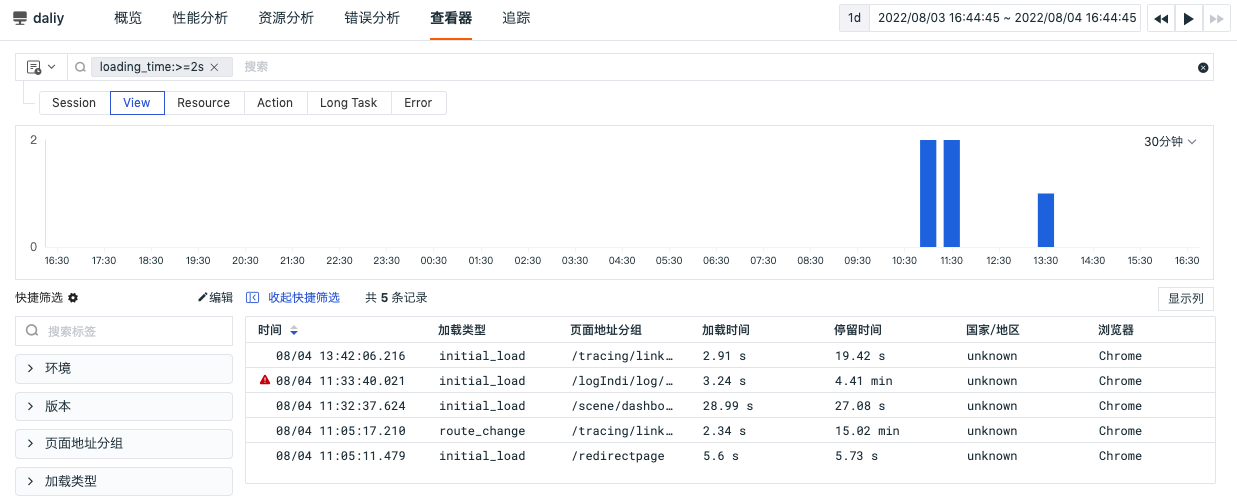 daliy 概览 性能分析 资源分析 错误分析 查看器 追踪 1d 2022/08/03 16:44:45 ~ 2022/08/04 16:44:45
loading_time:>=2s 搜索
Session View Resource Action Long Task Error
2 30分钟
0
16:30 17:30 18:30 19:30 20:30 21:30 22:30 23:30 00:30 01:30 02:30 03:30 04:30 05:30 06:30 07:30 08:30 09:30 10:30 11:30 12:30 13:30 14:30 15:30 16:30
快捷筛选 编辑 收起快捷筛选 共 5 条记录 显示列
搜索标签
环境
版本
页面地址分组
加载类型
时间 加载类型 页面地址分组 加载时间 停留时间 国家/地区 浏览器
08/04 13:42:06.216 initial_load /tracing/link… 2.91 s 19.42 s unknown Chrome
08/04 11:33:40.021 initial_load /logIndi/log/… 3.24 s 4.41 min unknown Chrome
08/04 11:32:37.624 initial_load /scene/dashbo… 28.99 s 27.08 s unknown Chrome
08/04 11:05:17.210 route_change /tracing/link… 2.34 s 15.02 min unknown Chrome
08/04 11:05:11.479 initial_load /redirectpage 5.6 s 5.73 s unknown Chrome